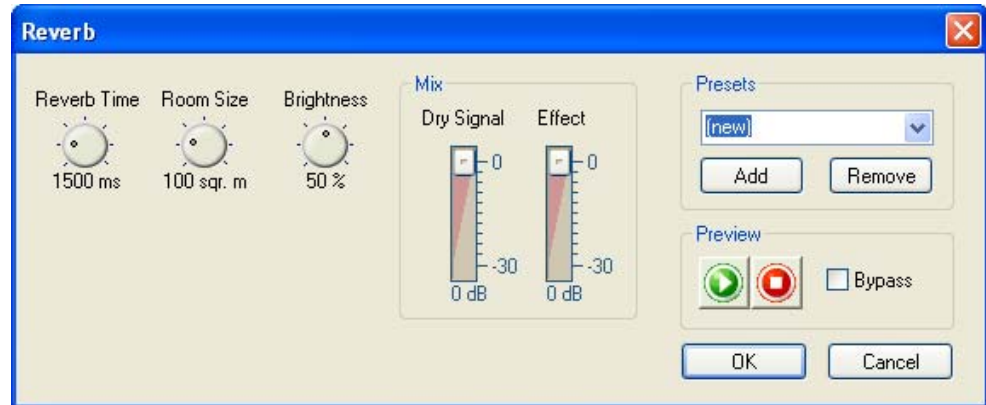 Reverb
Reverb Time
1500 ms
Room Size
100 sqr. m
Brightness
50 %
Mix
Dry Signal
0
-30
0 dB
Effect
0
-30
0 dB
Presets
(new)
Add
Remove
Preview
Bypass
OK
Cancel